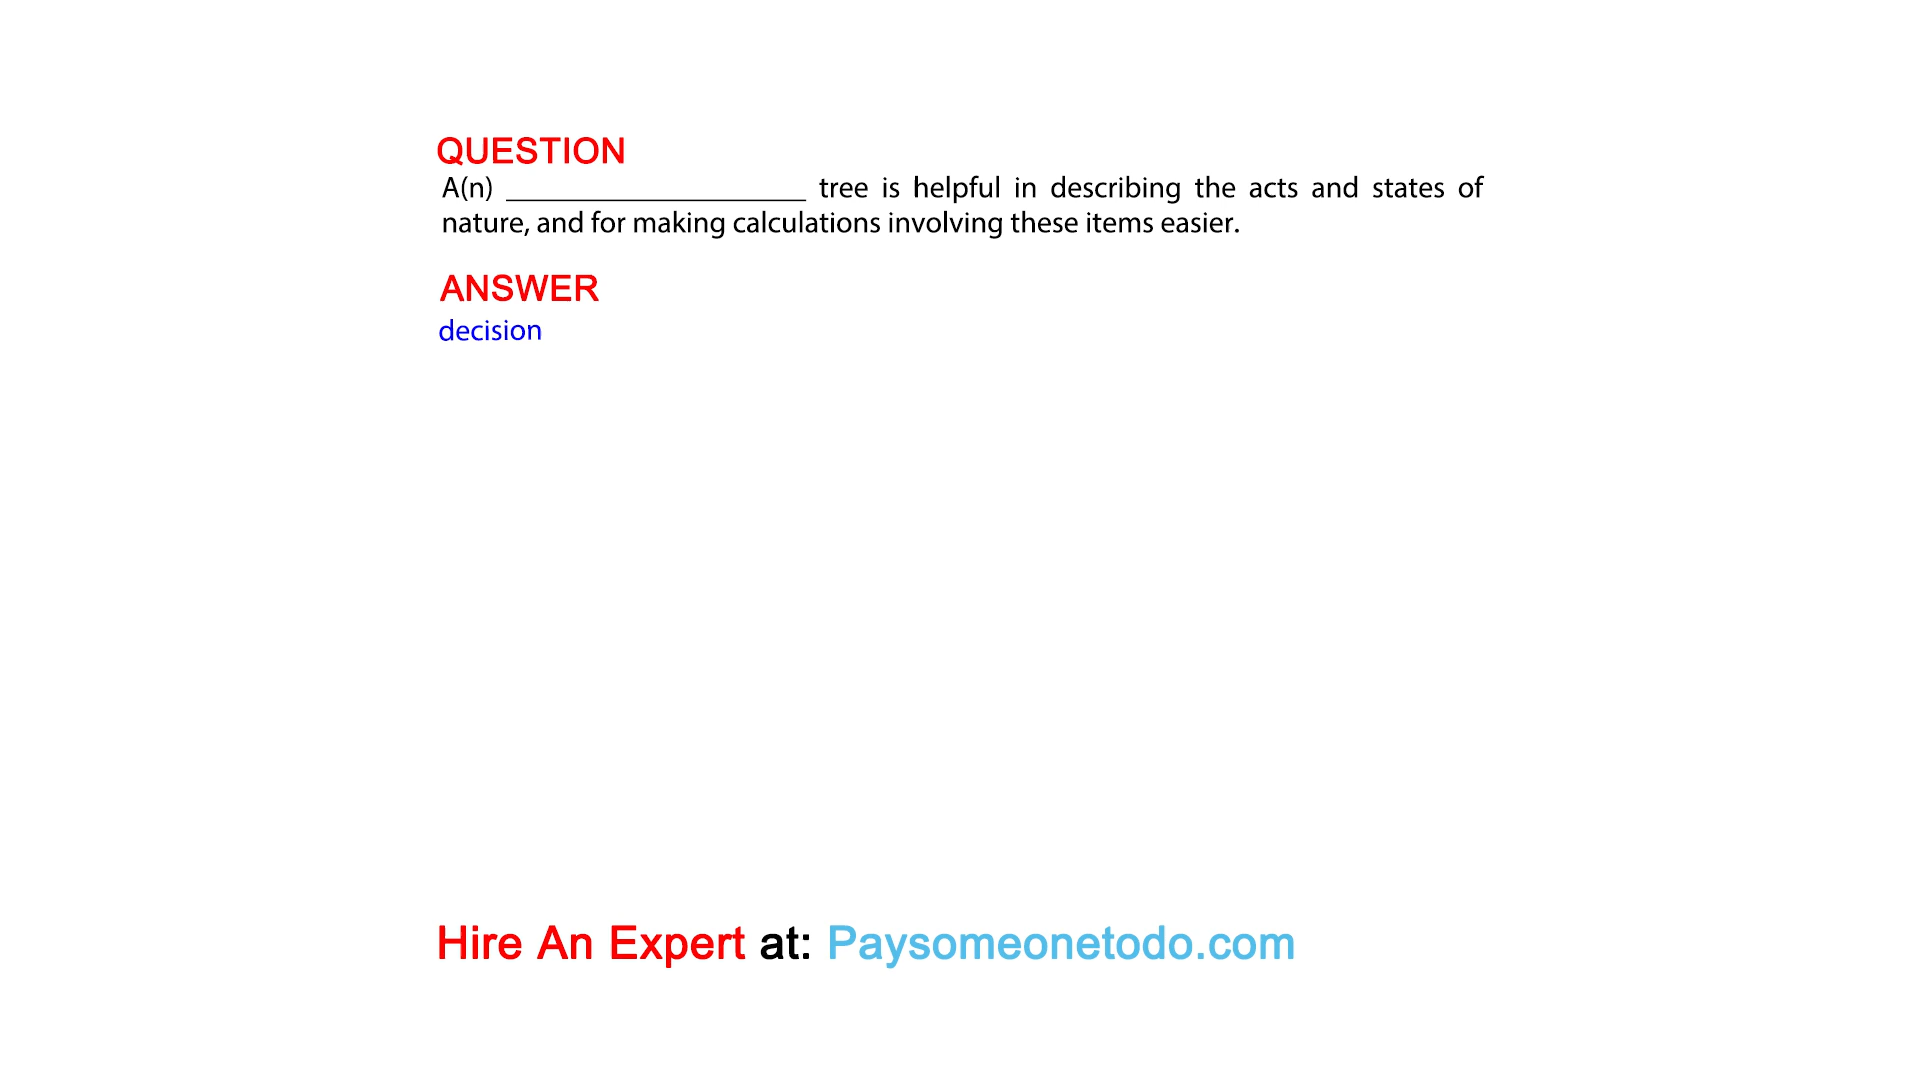 QUESTION
A(n) ____________________ tree is helpful in describing the acts and states of
nature, and for making calculations involving these items easier.
ANSWER
decision
Hire An Expert at: Paysomeonetodo.com